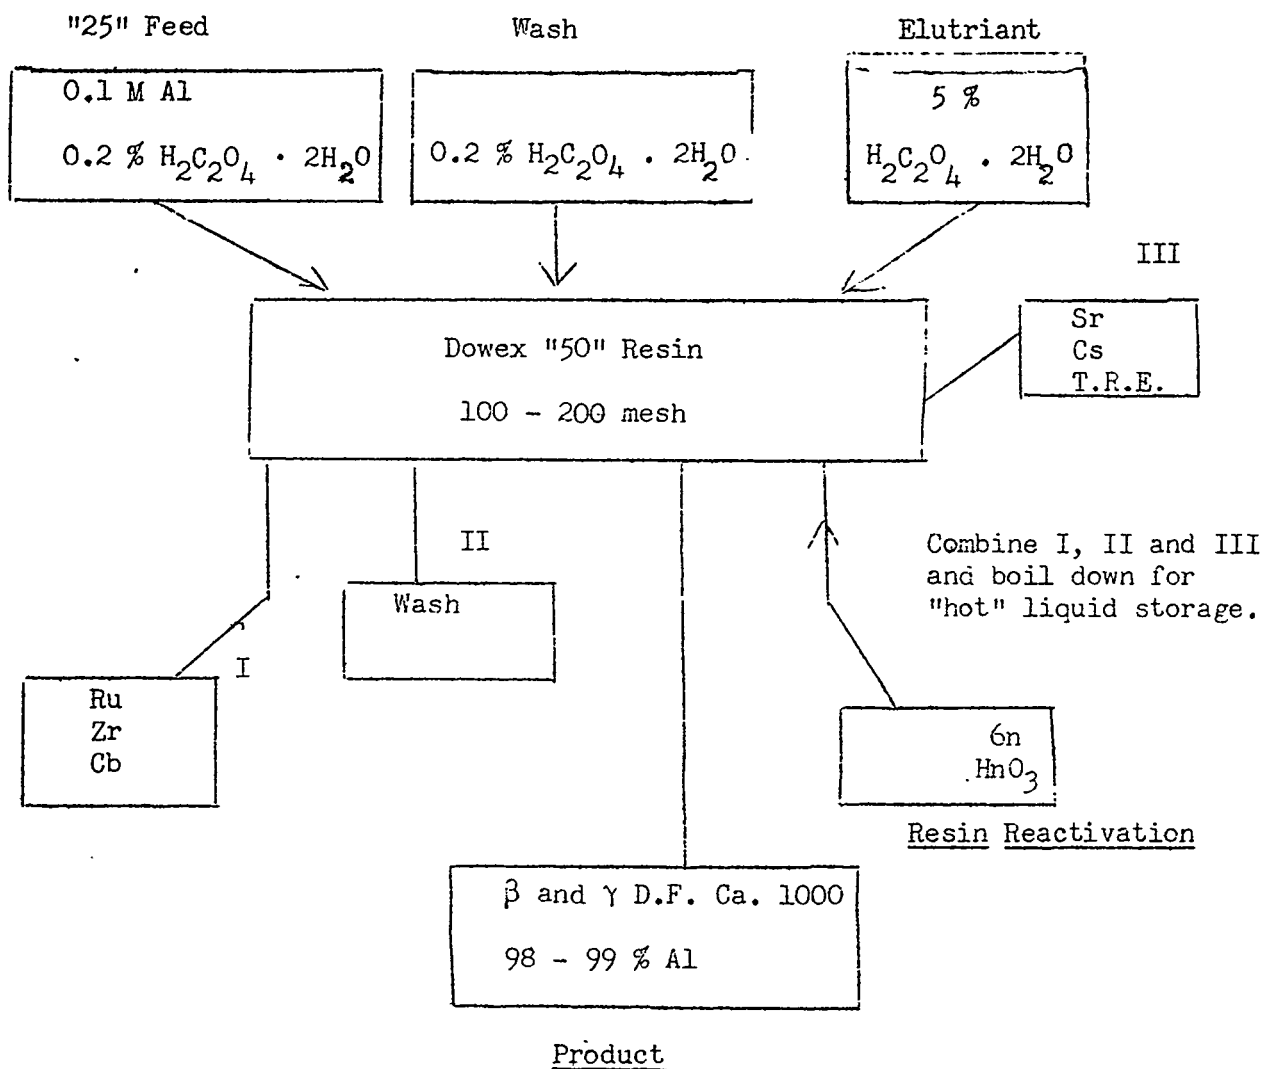 "25" Feed
Wash
Elutriant
0.1 M Al
0.2 % H₂C₂O₄ · 2H₂O
0.2 % H₂C₂O₄ . 2H₂O
5 %
H₂C₂O₄ . 2H₂O
III
Dowex "50" Resin
100 - 200 mesh
Sr
Cs
T.R.E.
II
Wash
Combine I, II and III
and boil down for
"hot" liquid storage.
I
Ru
Zr
Cb
6n
HnO₃
Resin Reactivation
β and γ D.F. Ca. 1000
98 - 99 % Al
Product